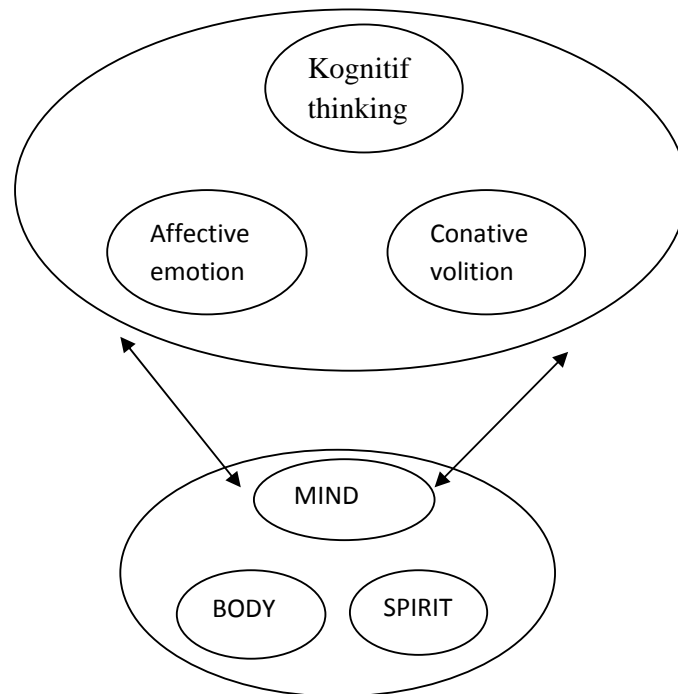 Kognitif
thinking
Affective
emotion
Conative
volition
MIND
BODY
SPIRIT